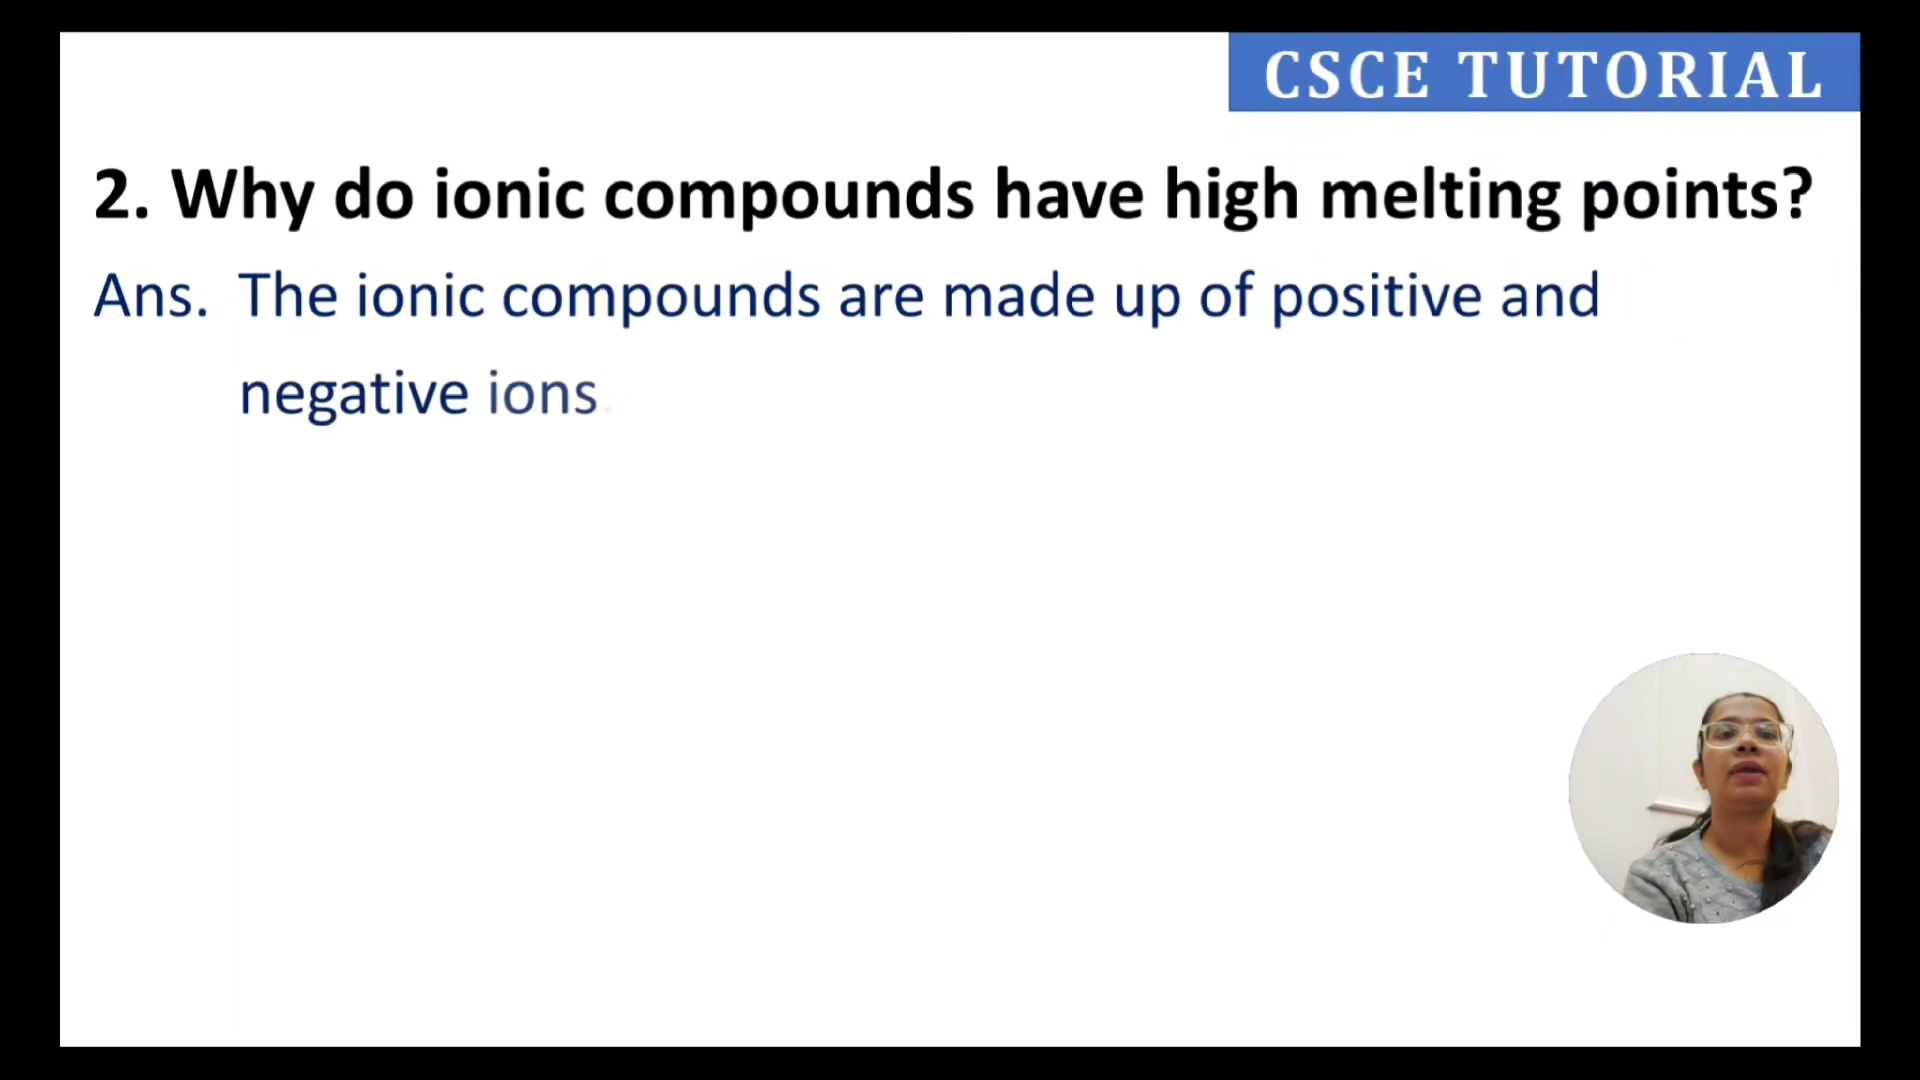 CSCE TUTORIAL
2. Why do ionic compounds have high melting points?
Ans. The ionic compounds are made up of positive and
negative ions.